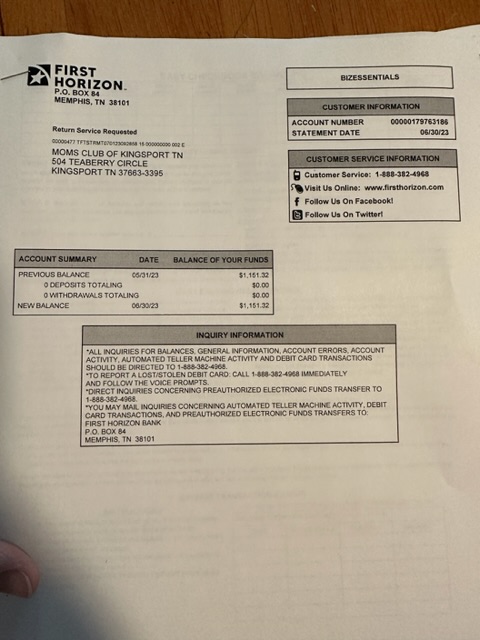 FIRST
HORIZON
P.O. BOX 84
MEMPHIS, TN 38101
BIZESSENTIALS
CUSTOMER INFORMATION
ACCOUNT NUMBER 00000179763186
STATEMENT DATE 06/30/23
Return Service Requested
MOMS CLUB OF KINGSPORT TN
504 TEABERRY CIRCLE
KINGSPORT TN 37663-3395
CUSTOMER SERVICE INFORMATION
Customer Service: 1-888-382-4968
Visit Us Online: www.firsthorizon.com
Follow Us On Facebook!
Follow Us On Twitter!
ACCOUNT SUMMARY DATE BALANCE OF YOUR FUNDS
PREVIOUS BALANCE 05/31/23 $1,151.32
0 DEPOSITS TOTALING $0.00
0 WITHDRAWALS TOTALING $0.00
NEW BALANCE 06/30/23 $1,151.32
INQUIRY INFORMATION
*ALL INQUIRIES FOR BALANCES, GENERAL INFORMATION, ACCOUNT ERRORS, ACCOUNT
ACTIVITY, AUTOMATED TELLER MACHINE ACTIVITY AND DEBIT CARD TRANSACTIONS
SHOULD BE DIRECTED TO 1-888-382-4968.
*TO REPORT A LOST/STOLEN DEBIT CARD: CALL 1-888-382-4968 IMMEDIATELY
AND FOLLOW THE VOICE PROMPTS.
*DIRECT INQUIRIES CONCERNING PREAUTHORIZED ELECTRONIC FUNDS TRANSFER TO
1-888-382-4968.
*YOU MAY MAIL INQUIRIES CONCERNING AUTOMATED TELLER MACHINE ACTIVITY, DEBIT
CARD TRANSACTIONS, AND PREAUTHORIZED ELECTRONIC FUNDS TRANSFERS TO:
FIRST HORIZON BANK
P.O. BOX 84
MEMPHIS, TN 38101